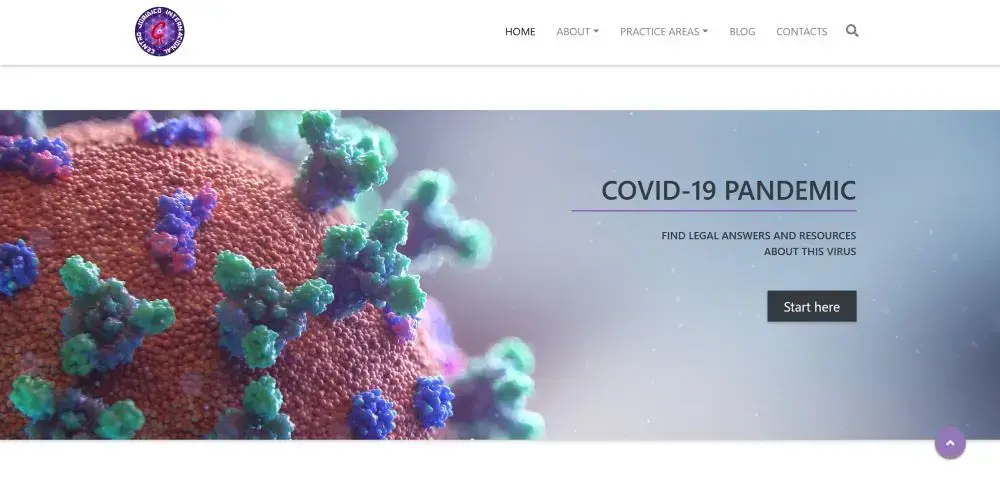 CENTRO JURIDICO INTERNACIONAL
HOME
ABOUT
PRACTICE AREAS
BLOG
CONTACTS
COVID-19 PANDEMIC
FIND LEGAL ANSWERS AND RESOURCES
ABOUT THIS VIRUS
Start here